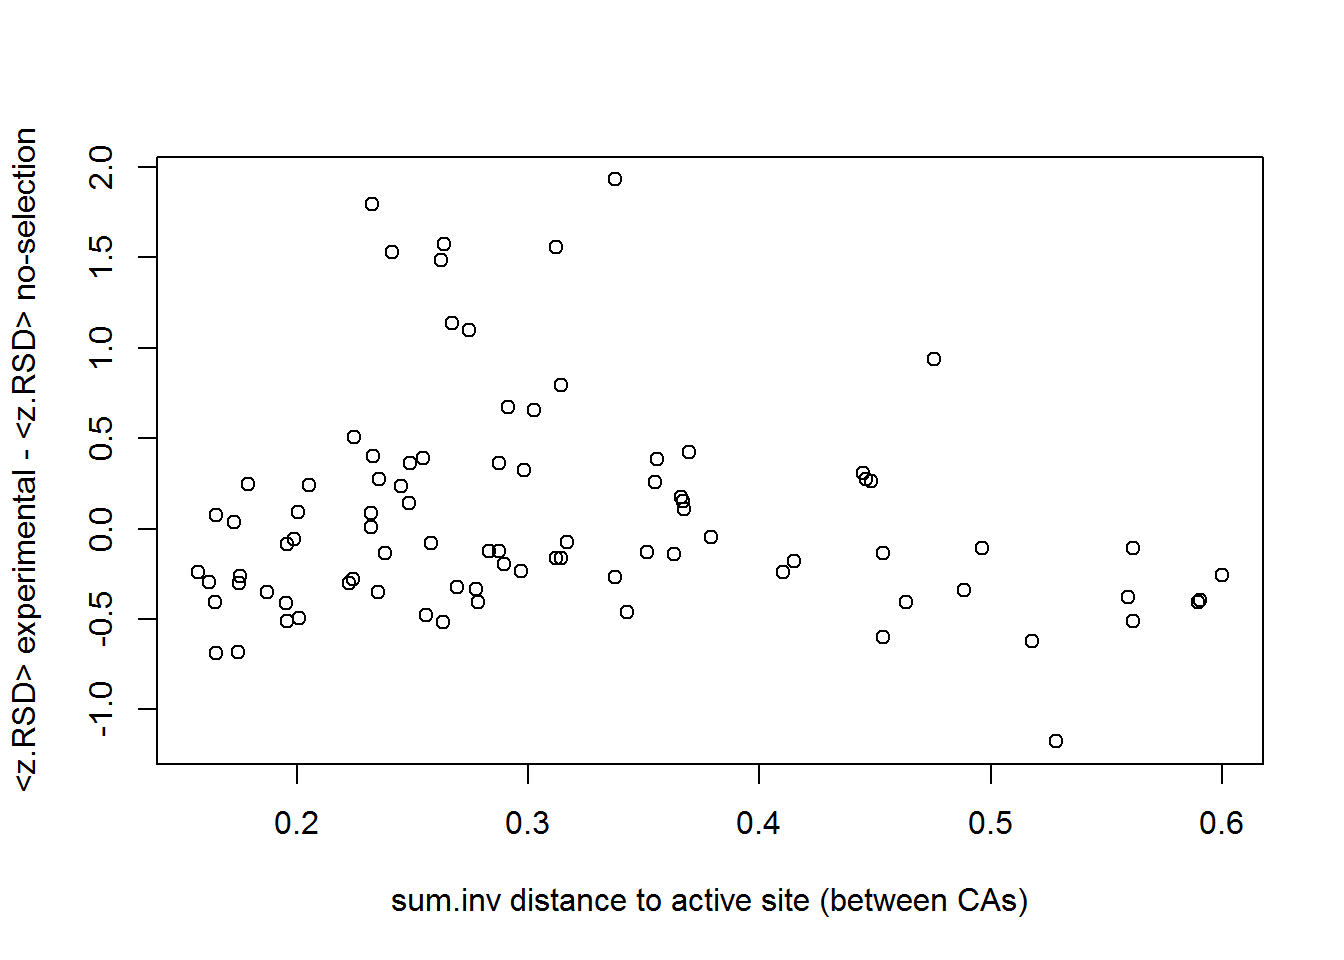 <z.RSD> experimental - <z.RSD> no-selection
2.0
1.5
1.0
0.5
0.0
-0.5
-1.0
0.2 0.3 0.4 0.5 0.6
sum.inv distance to active site (between CAs)